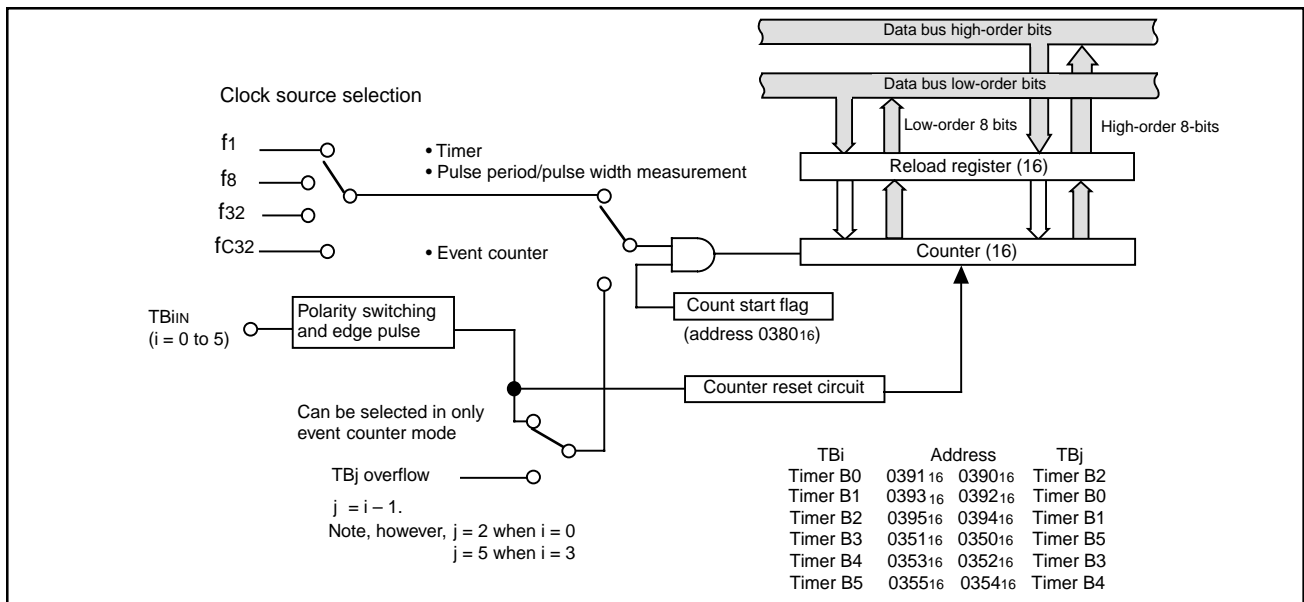 Data bus high-order bits
Data bus low-order bits
Clock source selection
Low-order 8 bits
High-order 8-bits
f1
• Timer
• Pulse period/pulse width measurement
Reload register (16)
f8
f32
fC32
• Event counter
Counter (16)
Count start flag
(address 038016)
TBiIN
(i = 0 to 5)
Polarity switching
and edge pulse
Counter reset circuit
Can be selected in only
event counter mode
TBj overflow
j = i – 1.
Note, however, j = 2 when i = 0
j = 5 when i = 3
TBi Address TBj
Timer B0 039116 039016 Timer B2
Timer B1 039316 039216 Timer B0
Timer B2 039516 039416 Timer B1
Timer B3 035116 035016 Timer B5
Timer B4 035316 035216 Timer B3
Timer B5 035516 035416 Timer B4